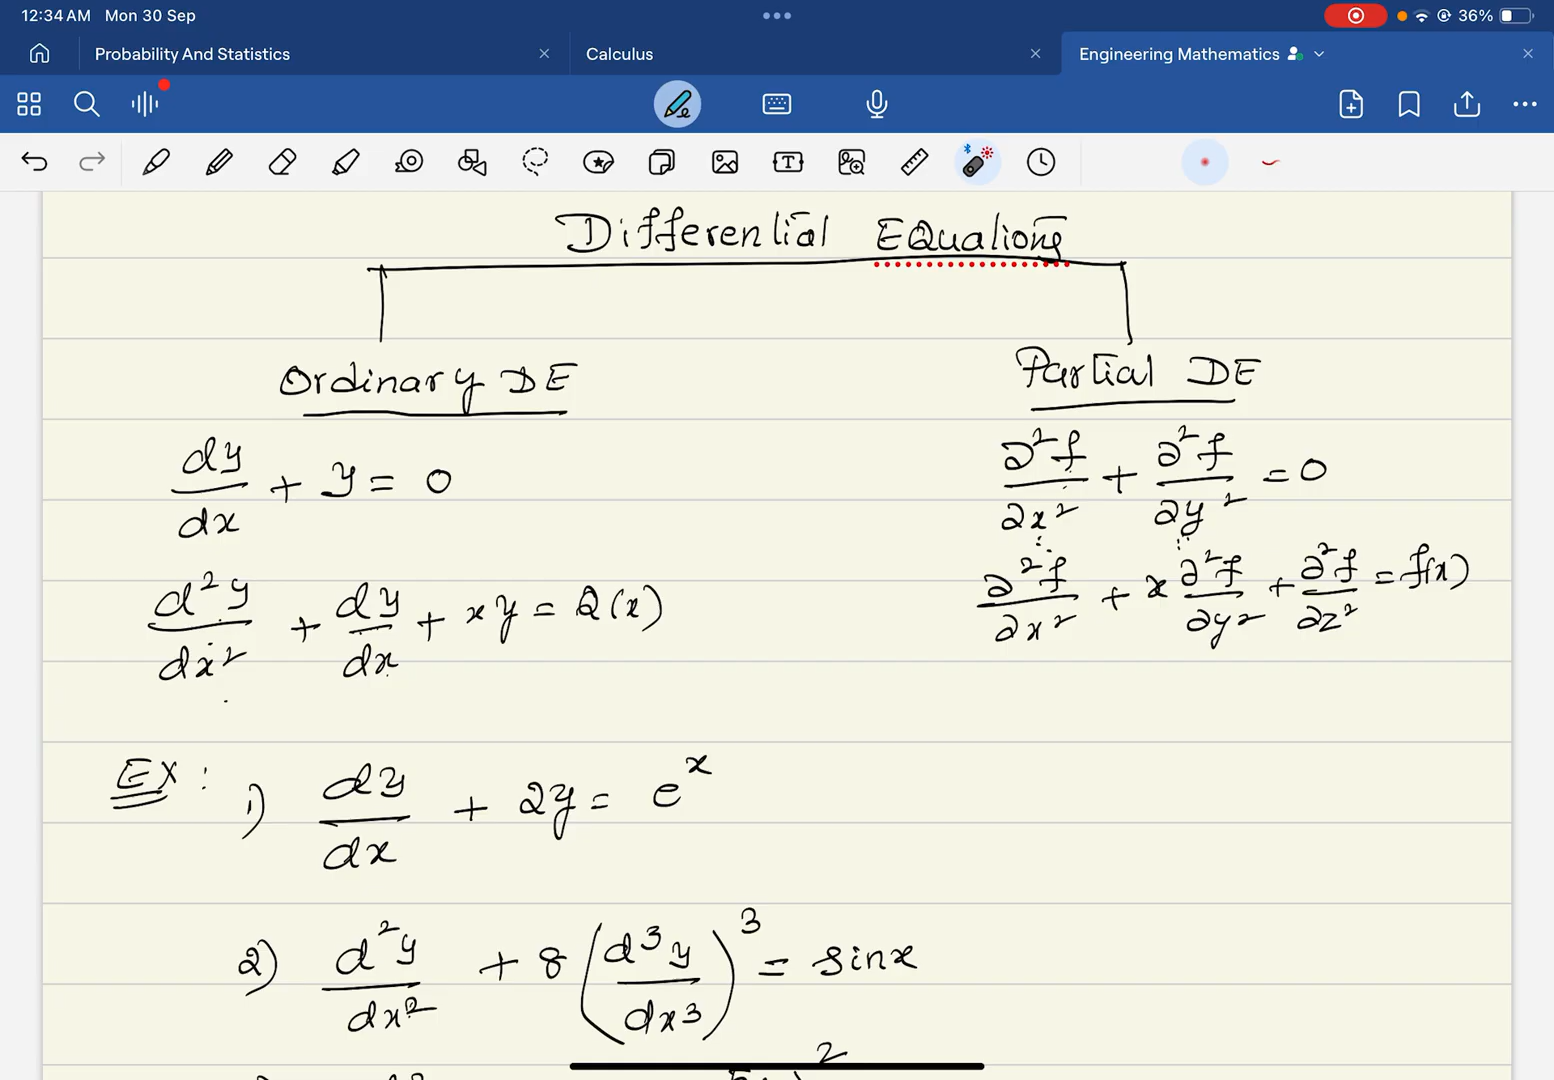 12:34 AM Mon 30 Sep 36%
Probability And Statistics Calculus Engineering Mathematics
Differential EQuations
Ordinary DE Partial DE
dy/dx + y = 0
∂²f/∂x² + ∂²f/∂y² = 0
d²y/dx² + dy/dx + xy = Q(x)
∂²f/∂x² + x ∂²f/∂y² + ∂²f/∂z² = f(x)
Ex : 1) dy/dx + 2y = e^x
2) d²y/dx² + 8 (d³y/dx³)³ = sinx